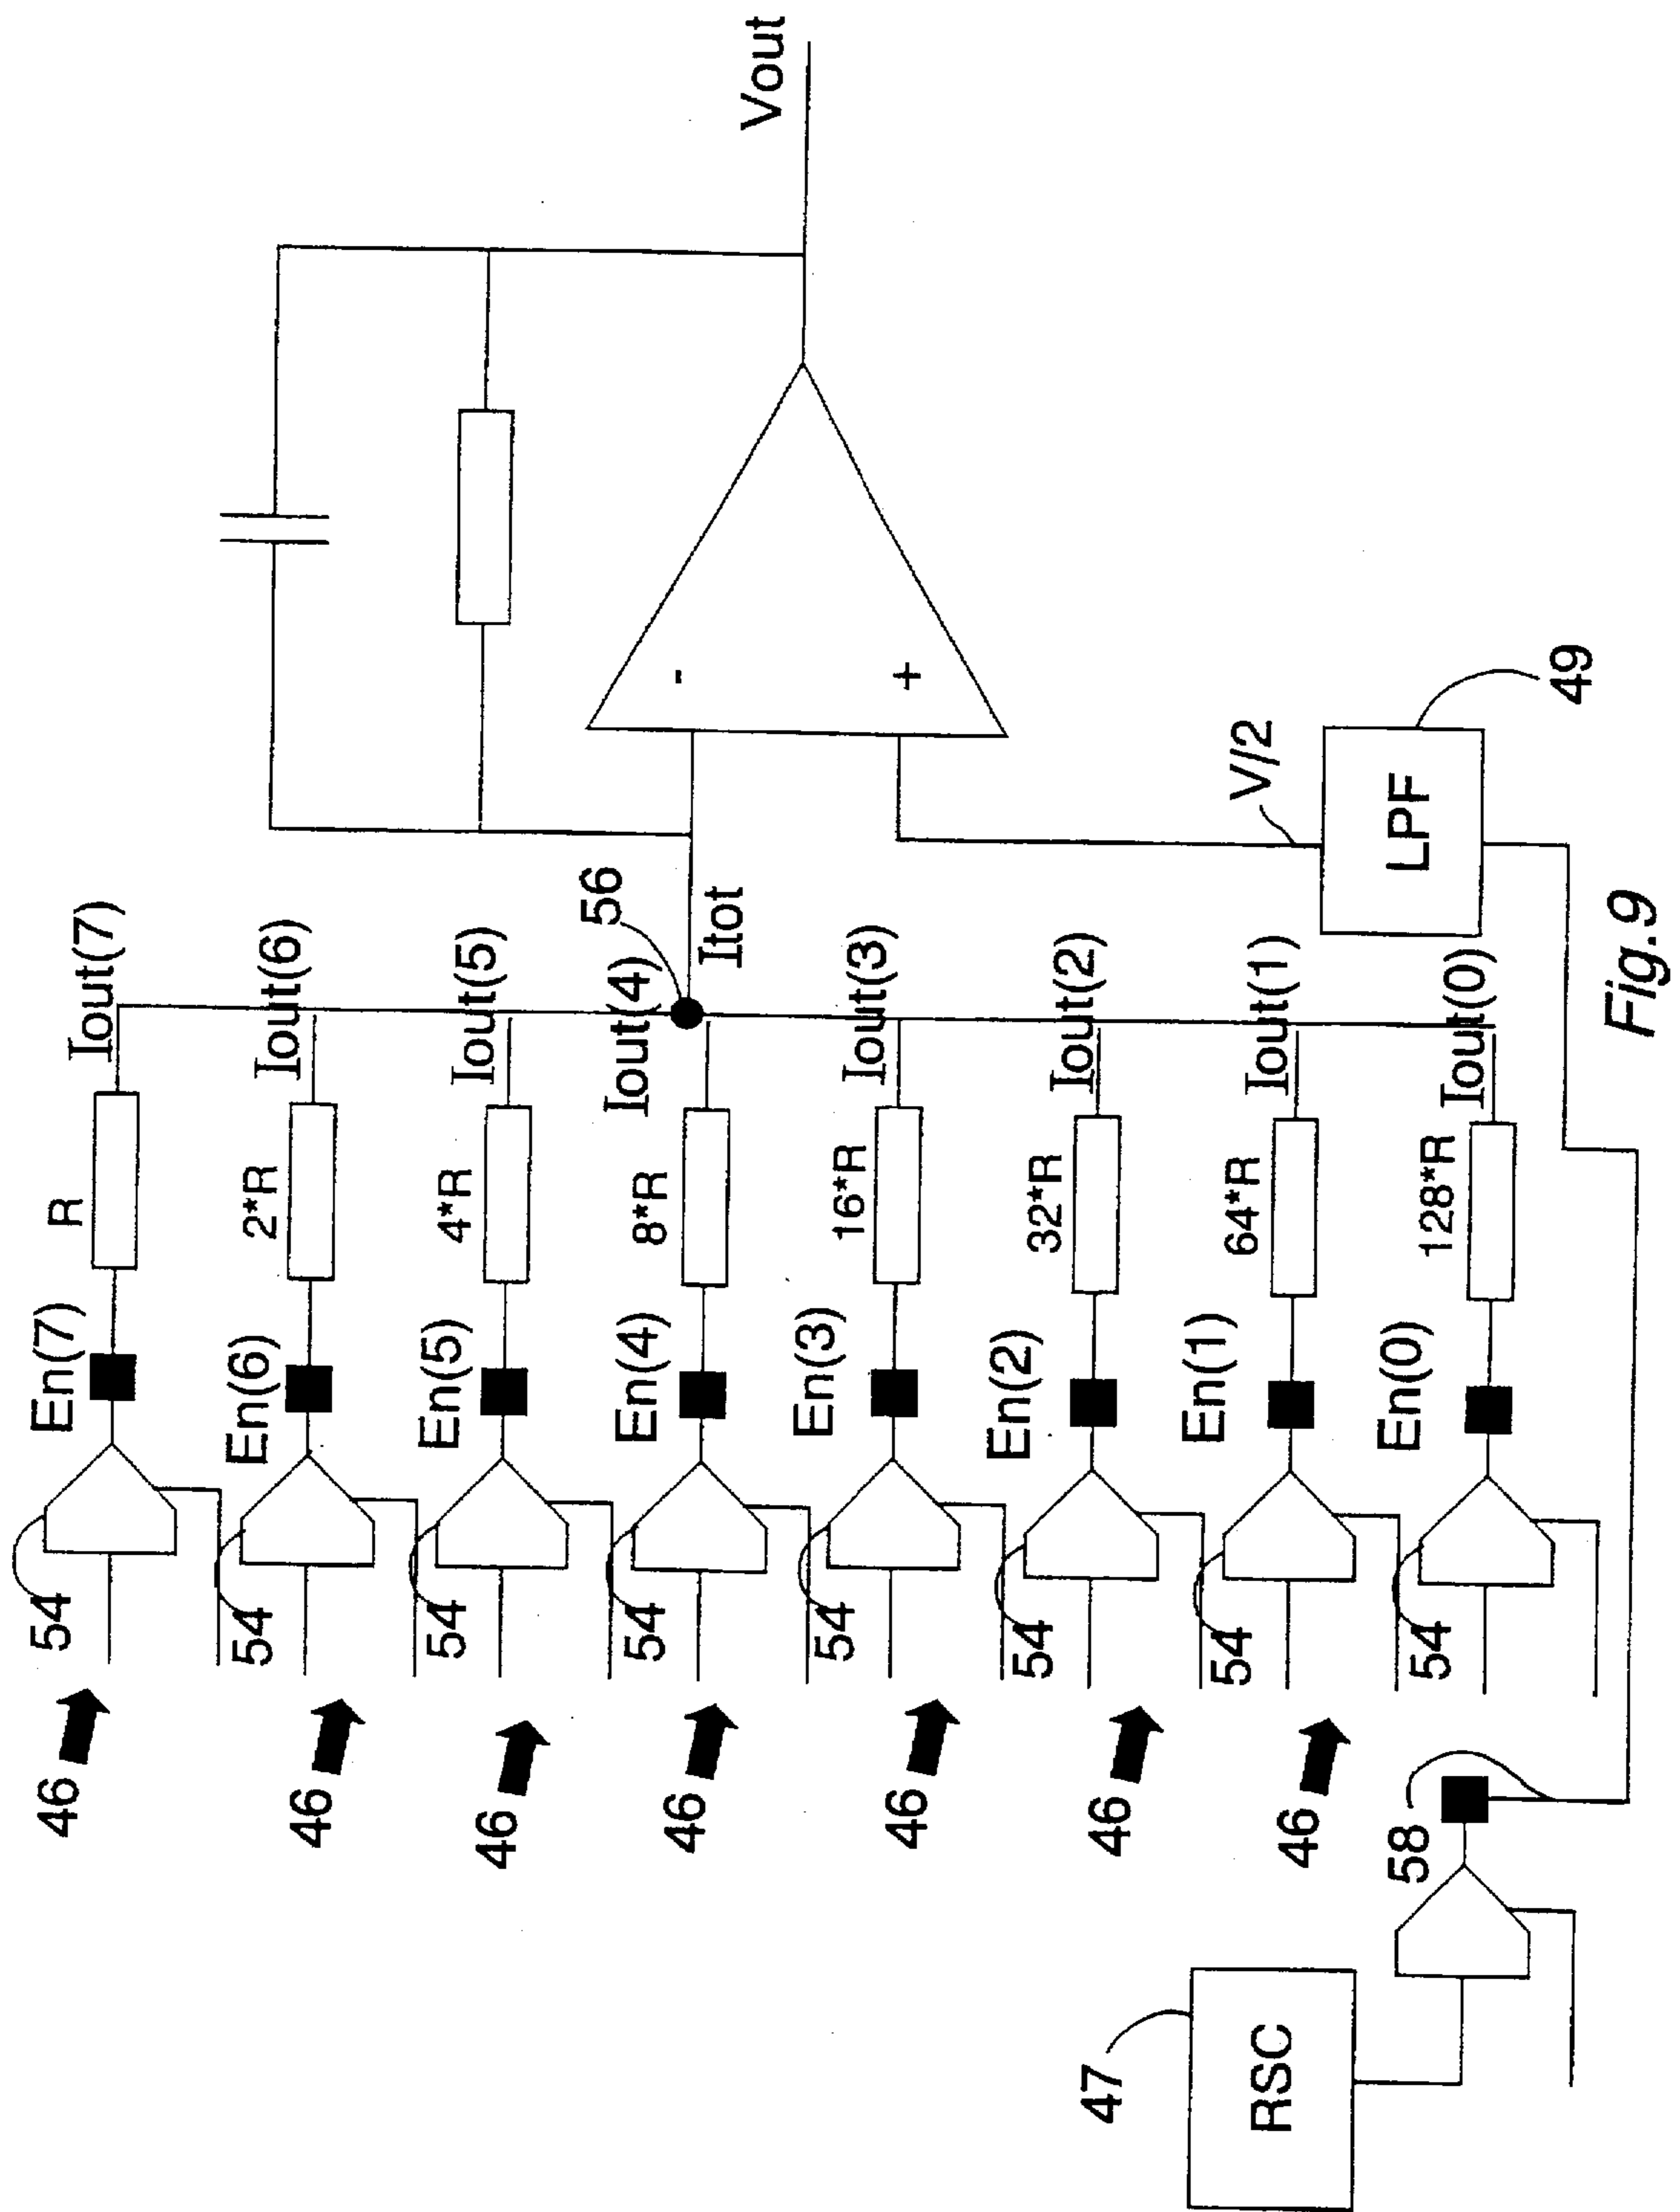 46
54
En(7)
R
Iout(7)
46
54
En(6)
2*R
Iout(6)
46
54
En(5)
4*R
Iout(5)
46
54
En(4)
8*R
Iout(4)
56
Itot
46
54
En(3)
16*R
Iout(3)
46
54
En(2)
32*R
Iout(2)
46
54
En(1)
64*R
Iout(1)
54
En(0)
128*R
Iout(0)
-
+
Vout
V/2
LPF
49
47
RSC
58
Fig.9